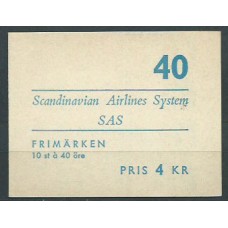 40
Scandinavian Airlines System
SAS
FRIMÄRKEN
10 st à 40 öre
PRIS 4 KR